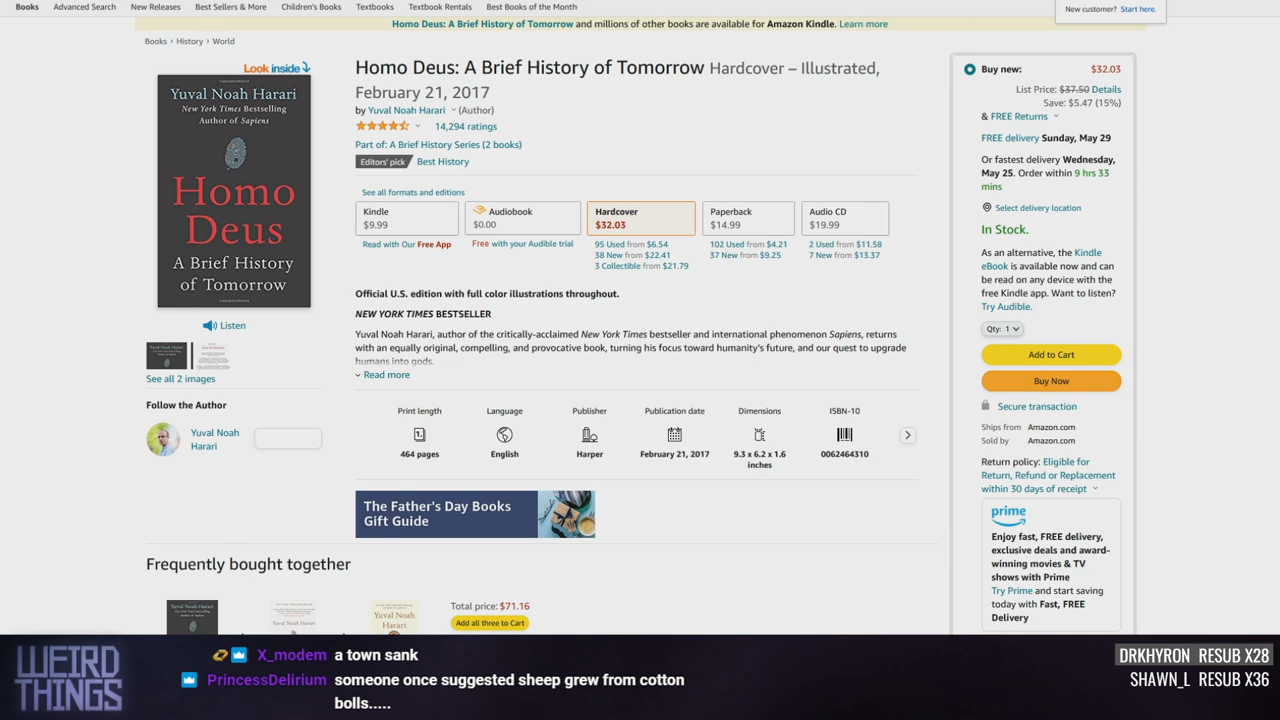 Books Advanced Search New Releases Best Sellers & More Children's Books Textbooks Textbook Rentals Best Books of the Month
New customer? Start here.
Homo Deus: A Brief History of Tomorrow and millions of other books are available for Amazon Kindle. Learn more
Books › History › World
Look inside
Yuval Noah Harari
New York Times Bestselling
Author of Sapiens
Homo
Deus
A Brief History
of Tomorrow
Listen
See all 2 images
Follow the Author
Yuval Noah
Harari
Homo Deus: A Brief History of Tomorrow Hardcover – Illustrated,
February 21, 2017
by Yuval Noah Harari (Author)
14,294 ratings
Part of: A Brief History Series (2 books)
Editors' pick Best History
See all formats and editions
Kindle
$9.99
Read with Our Free App
Audiobook
$0.00
Free with your Audible trial
Hardcover
$32.03
95 Used from $6.54
38 New from $22.41
3 Collectible from $21.79
Paperback
$14.99
102 Used from $4.21
37 New from $9.25
Audio CD
$19.99
2 Used from $11.58
7 New from $13.37
Official U.S. edition with full color illustrations throughout.
NEW YORK TIMES BESTSELLER
Yuval Noah Harari, author of the critically-acclaimed New York Times bestseller and international phenomenon Sapiens, returns
with an equally original, compelling, and provocative book, turning his focus toward humanity's future, and our quest to upgrade
humans into gods.
Read more
Print length
464 pages
Language
English
Publisher
Harper
Publication date
February 21, 2017
Dimensions
9.3 x 6.2 x 1.6
inches
ISBN-10
0062464310
The Father's Day Books
Gift Guide
Frequently bought together
Yuval Noah Harari
Yuval Noah
Harari
Total price: $71.16
Add all three to Cart
Buy new: $32.03
List Price: $37.50 Details
Save: $5.47 (15%)
& FREE Returns
FREE delivery Sunday, May 29
Or fastest delivery Wednesday,
May 25. Order within 9 hrs 33
mins
Select delivery location
In Stock.
As an alternative, the Kindle
eBook is available now and can
be read on any device with the
free Kindle app. Want to listen?
Try Audible.
Qty: 1
Add to Cart
Buy Now
Secure transaction
Ships from Amazon.com
Sold by Amazon.com
Return policy: Eligible for
Return, Refund or Replacement
within 30 days of receipt
prime
Enjoy fast, FREE delivery,
exclusive deals and award-
winning movies & TV
shows with Prime
Try Prime and start saving
today with Fast, FREE
Delivery
WEIRD
THINGS
X_modem a town sank
PrincessDelirium someone once suggested sheep grew from cotton
bolls.....
DRKHYRON RESUB X28
SHAWN_L RESUB X36